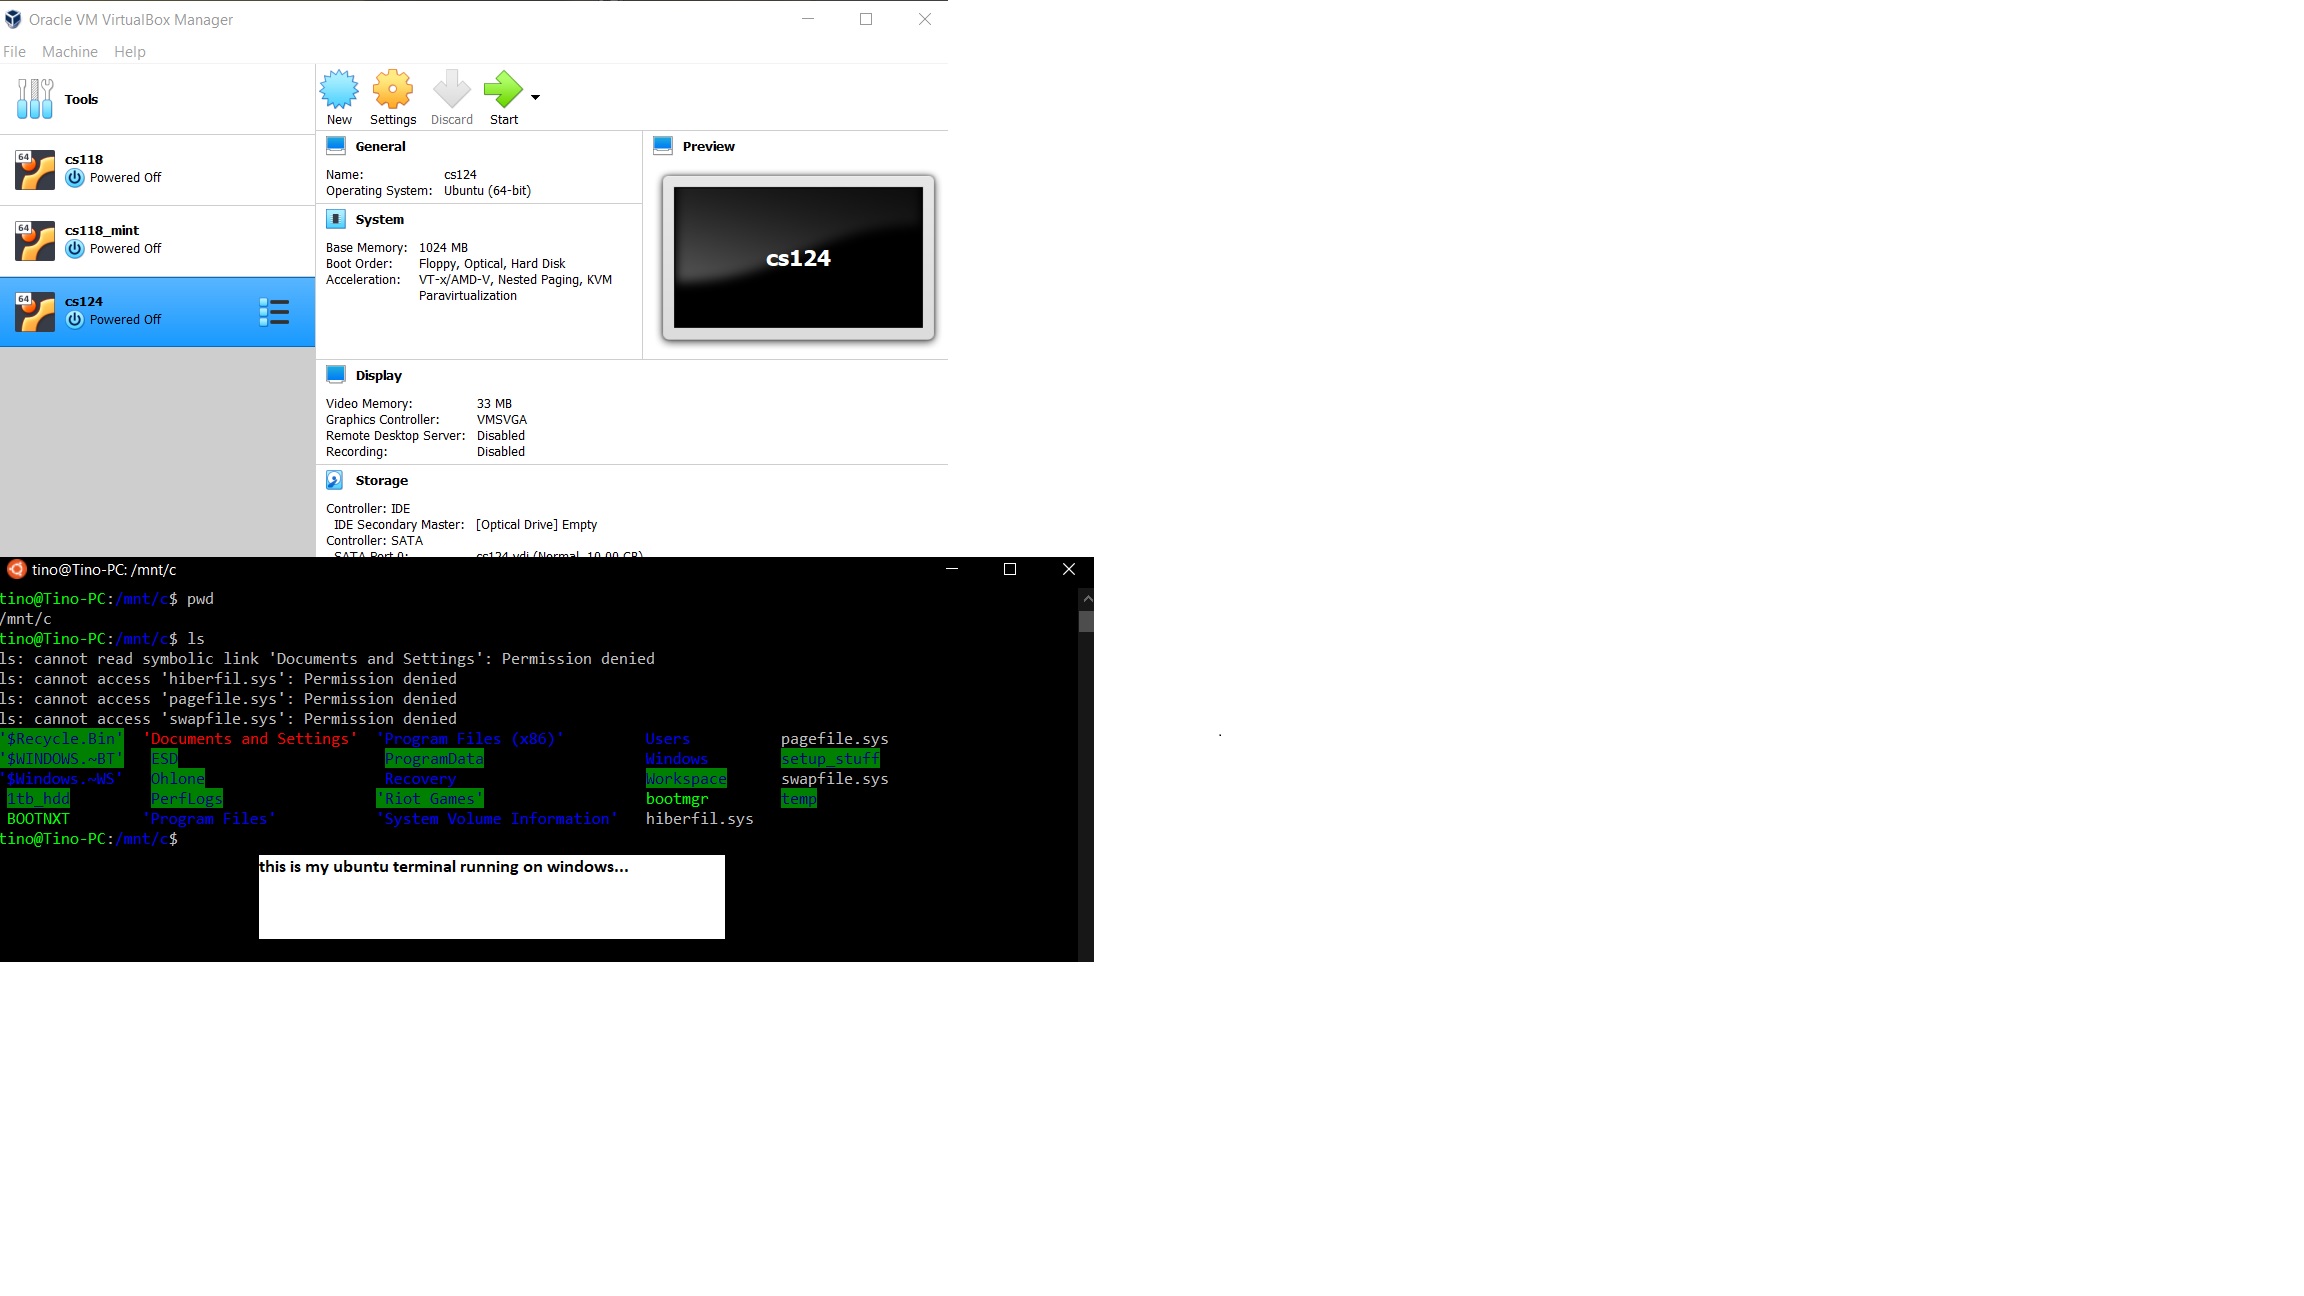 Oracle VM VirtualBox Manager
File Machine Help
Tools
New Settings Discard Start
64 cs118
Powered Off
64 cs118_mint
Powered Off
64 cs124
Powered Off
General
Name: cs124
Operating System: Ubuntu (64-bit)
System
Base Memory: 1024 MB
Boot Order: Floppy, Optical, Hard Disk
Acceleration: VT-x/AMD-V, Nested Paging, KVM
Paravirtualization
Preview
cs124
Display
Video Memory: 33 MB
Graphics Controller: VMSVGA
Remote Desktop Server: Disabled
Recording: Disabled
Storage
Controller: IDE
IDE Secondary Master: [Optical Drive] Empty
Controller: SATA
SATA Port 0: cs124.vdi (Normal, 10.00 GB)
tino@Tino-PC: /mnt/c
tino@Tino-PC:/mnt/c$ pwd
/mnt/c
tino@Tino-PC:/mnt/c$ ls
ls: cannot read symbolic link 'Documents and Settings': Permission denied
ls: cannot access 'hiberfil.sys': Permission denied
ls: cannot access 'pagefile.sys': Permission denied
ls: cannot access 'swapfile.sys': Permission denied
'$Recycle.Bin' 'Documents and Settings' 'Program Files (x86)' Users pagefile.sys
'$WINDOWS.~BT' ESD ProgramData Windows setup_stuff
'$Windows.~WS' Ohlone Recovery Workspace swapfile.sys
1tb_hdd PerfLogs 'Riot Games' bootmgr temp
BOOTNXT 'Program Files' 'System Volume Information' hiberfil.sys
tino@Tino-PC:/mnt/c$
this is my ubuntu terminal running on windows...